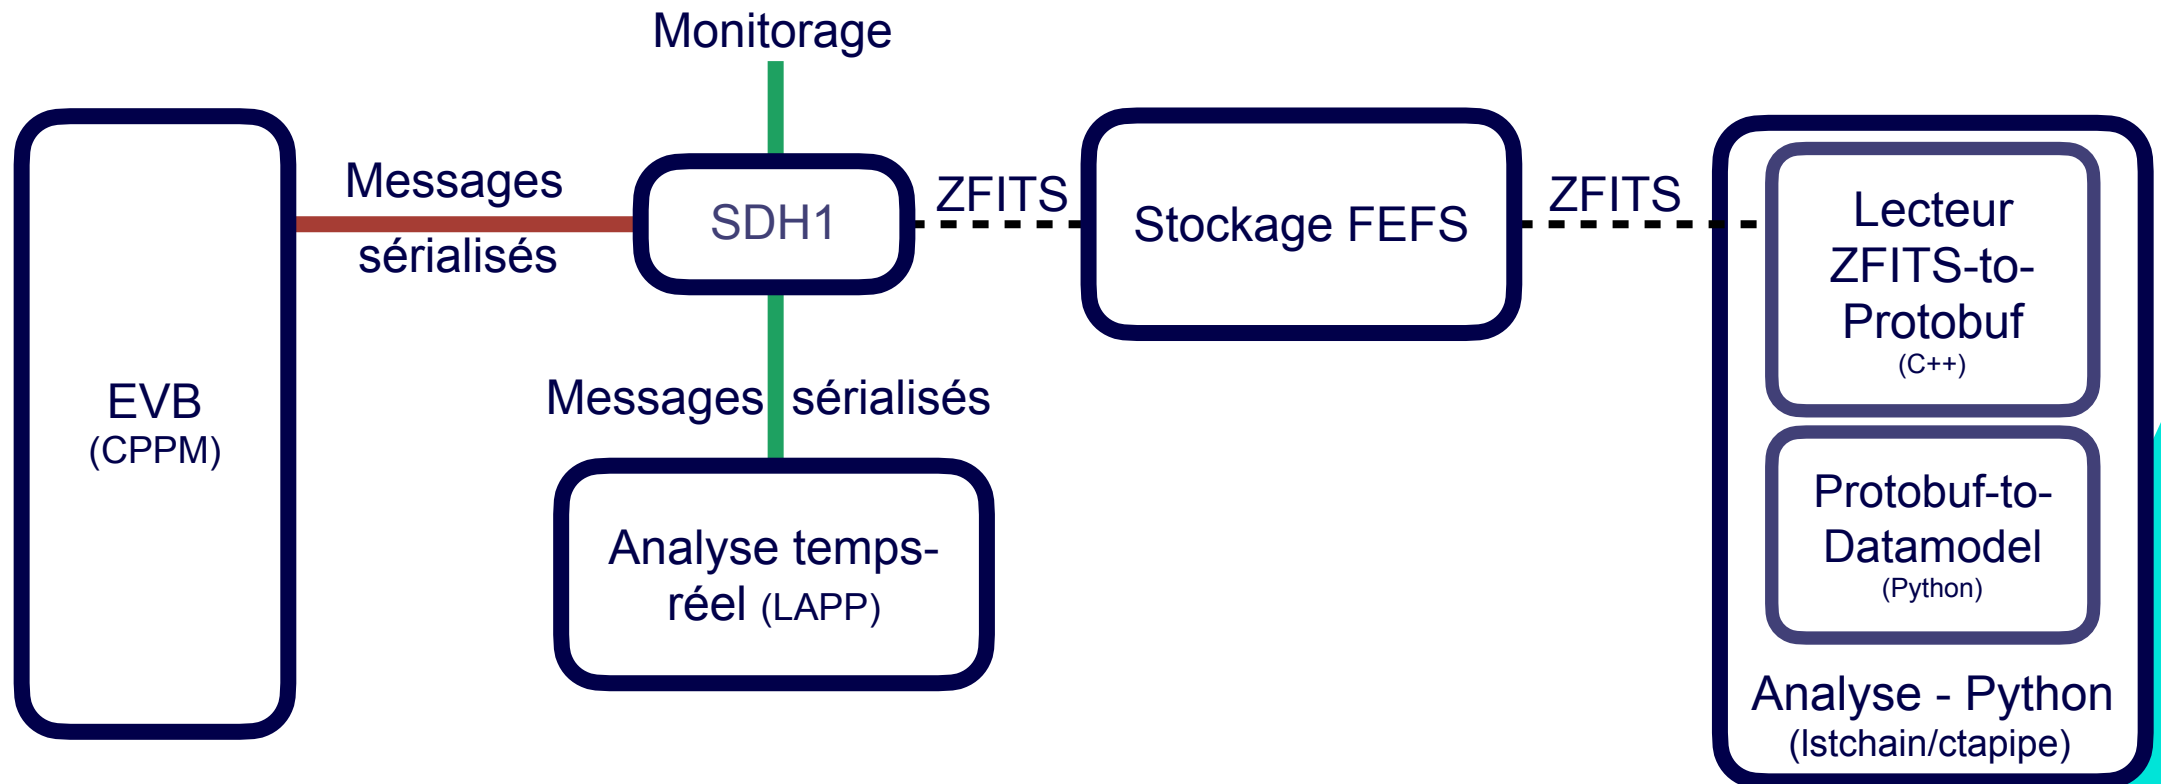 Monitorage
EVB
(CPPM)
Messages
sérialisés
SDH1
Messages sérialisés
Analyse temps-
réel (LAPP)
ZFITS
Stockage FEFS
ZFITS
Lecteur
ZFITS-to-
Protobuf
(C++)
Protobuf-to-
Datamodel
(Python)
Analyse - Python
(lstchain/ctapipe)